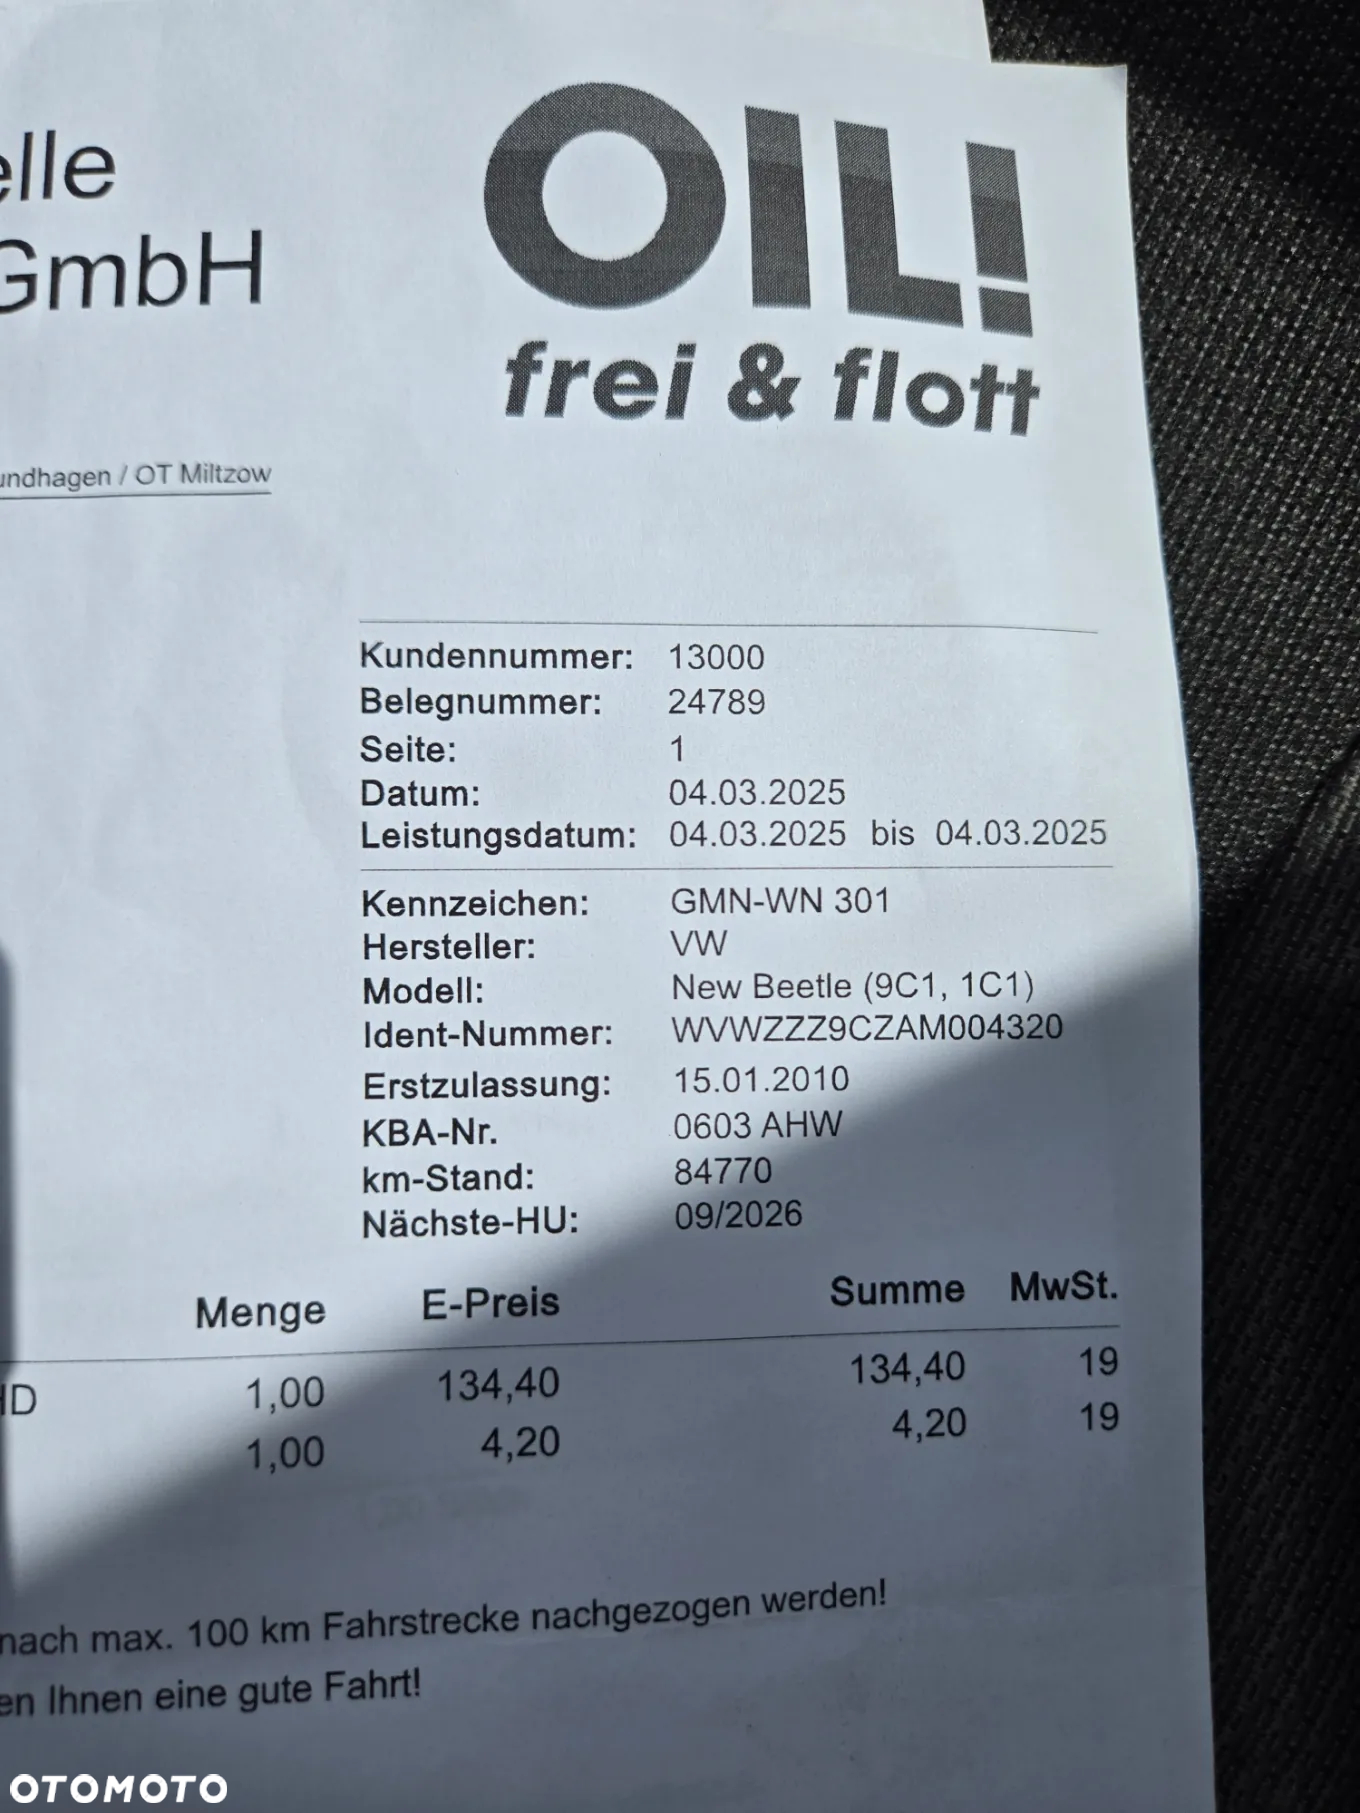 elle
GmbH
OIL!
frei & flott
undhagen / OT Miltzow
Kundennummer: 13000
Belegnummer: 24789
Seite: 1
Datum: 04.03.2025
Leistungsdatum: 04.03.2025 bis 04.03.2025
Kennzeichen: GMN-WN 301
Hersteller: VW
Modell: New Beetle (9C1, 1C1)
Ident-Nummer: WVWZZZ9CZAM004320
Erstzulassung: 15.01.2010
KBA-Nr. 0603 AHW
km-Stand: 84770
Nächste-HU: 09/2026
Menge E-Preis Summe MwSt.
HD 1,00 134,40 134,40 19
1,00 4,20 4,20 19
nach max. 100 km Fahrstrecke nachgezogen werden!
en Ihnen eine gute Fahrt!
OTOMOTO